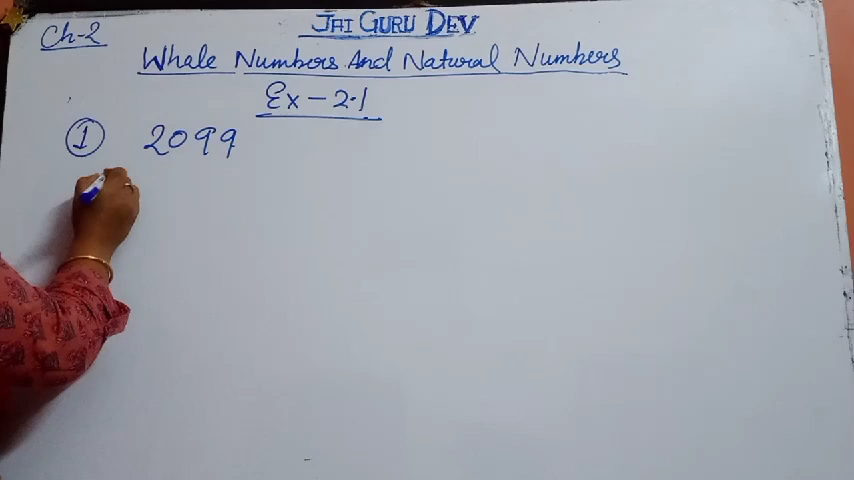 JAI GURU DEV
Ch-2
Whale Numbers And Natural Numbers
Ex - 2.1
1 2099